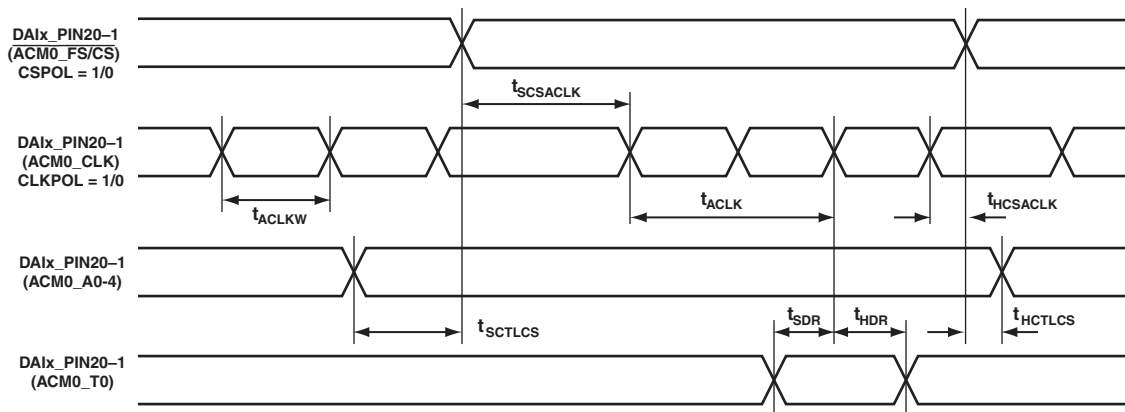 DAIx_PIN20–1
(ACM0_FS/CS)
CSPOL = 1/0
tSCSACLK
DAIx_PIN20–1
(ACM0_CLK)
CLKPOL = 1/0
tACLKW
tACLK
tHCSACLK
DAIx_PIN20–1
(ACM0_A0-4)
tSCTLCS
tSDR
tHDR
tHCTLCS
DAIx_PIN20–1
(ACM0_T0)